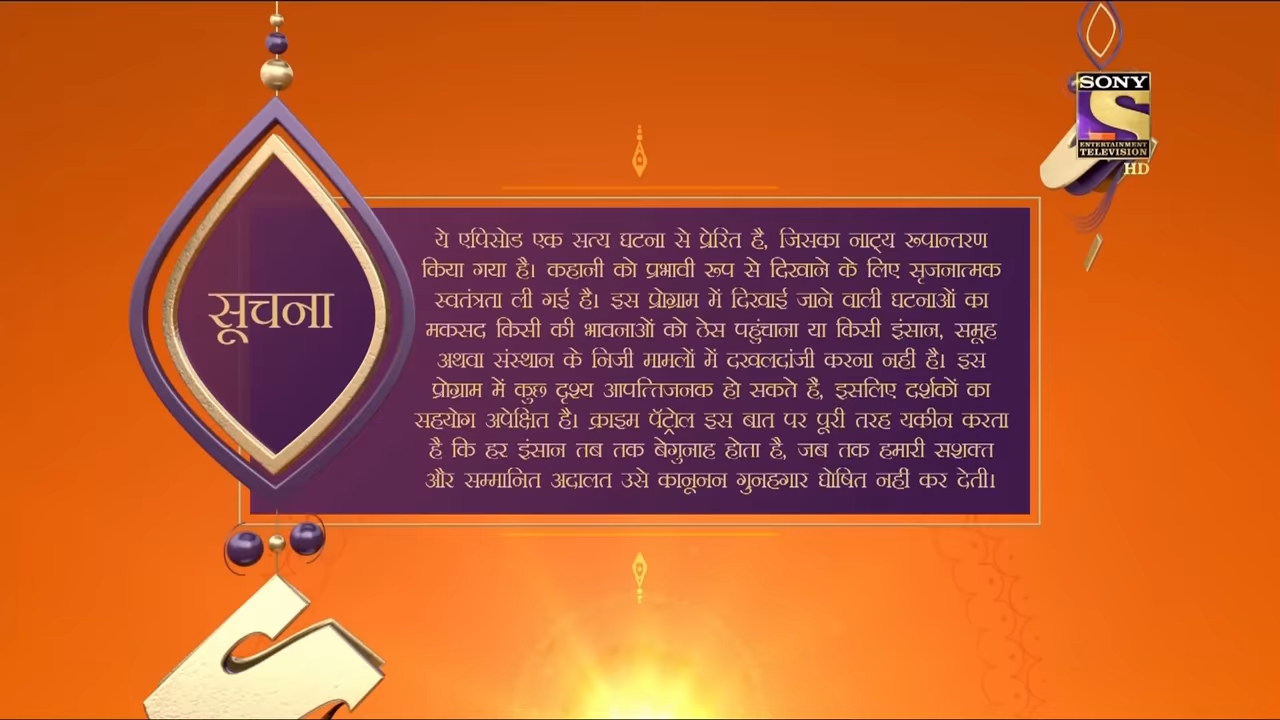 सूचना
ये एपिसोड एक सत्य घटना से प्रेरित है, जिसका नाट्य रूपान्तरण
किया गया है। कहानी को प्रभावी रूप से दिखाने के लिए सृजनात्मक
स्वतंत्रता ली गई है। इस प्रोग्राम में दिखाई जाने वाली घटनाओं का
मकसद किसी की भावनाओं को ठेस पहुंचाना या किसी इंसान, समूह
अथवा संस्थान के निजी मामलों में दखलदांजी करना नहीं है। इस
प्रोग्राम में कुछ दृश्य आपत्तिजनक हो सकते हैं, इसलिए दर्शकों का
सहयोग अपेक्षित है। क्राइम पॅट्रोल इस बात पर पूरी तरह यकीन करता
है कि हर इंसान तब तक बेगुनाह होता है, जब तक हमारी सशक्त
और सम्मानित अदालत उसे कानूनन गुनहगार घोषित नहीं कर देती।
SONY
ENTERTAINMENT
TELEVISION
HD